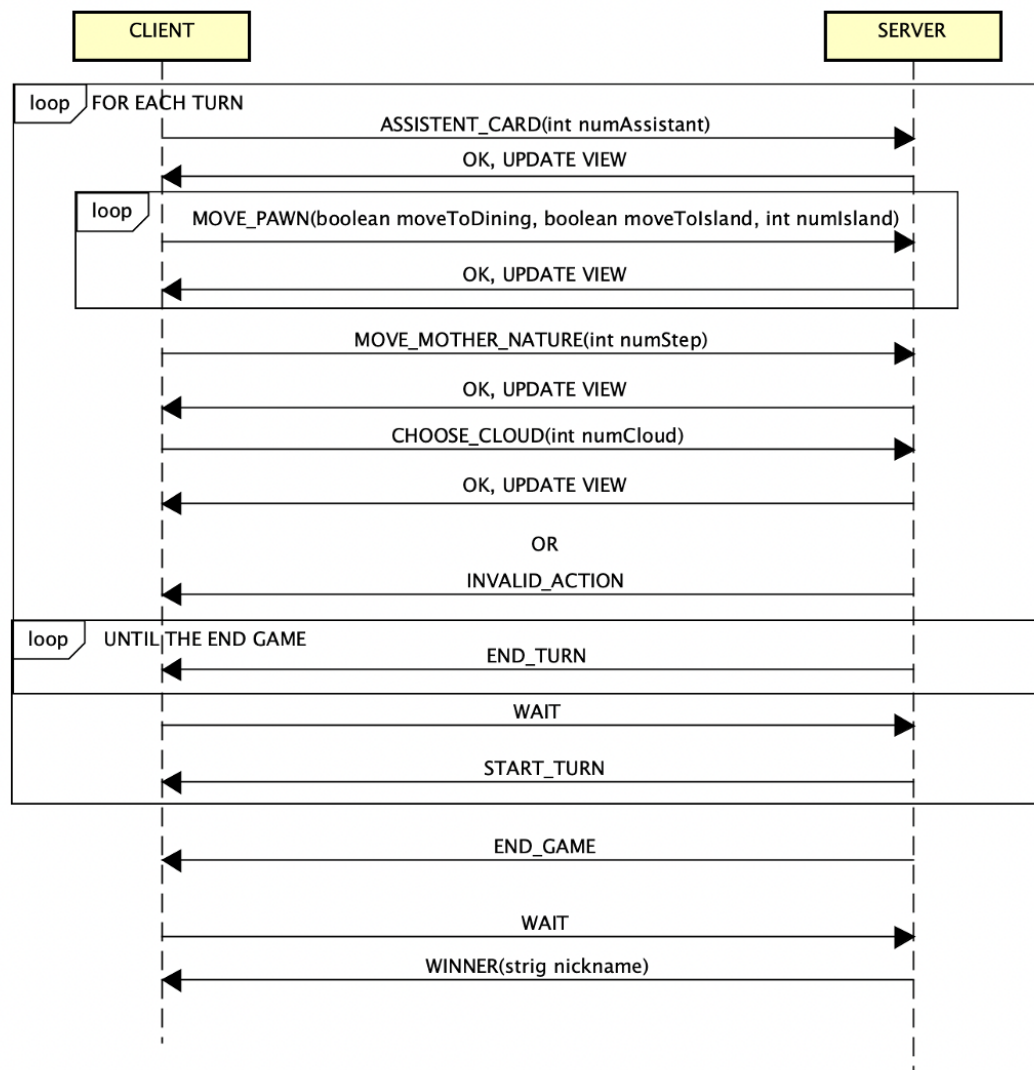 CLIENT
SERVER
loop
FOR EACH TURN
ASSISTENT_CARD(int numAssistant)
OK, UPDATE VIEW
loop
MOVE_PAWN(boolean moveToDining, boolean moveToIsland, int numIsland)
OK, UPDATE VIEW
MOVE_MOTHER_NATURE(int numStep)
OK, UPDATE VIEW
CHOOSE_CLOUD(int numCloud)
OK, UPDATE VIEW
OR
INVALID_ACTION
loop
UNTIL THE END GAME
END_TURN
WAIT
START_TURN
END_GAME
WAIT
WINNER(strig nickname)